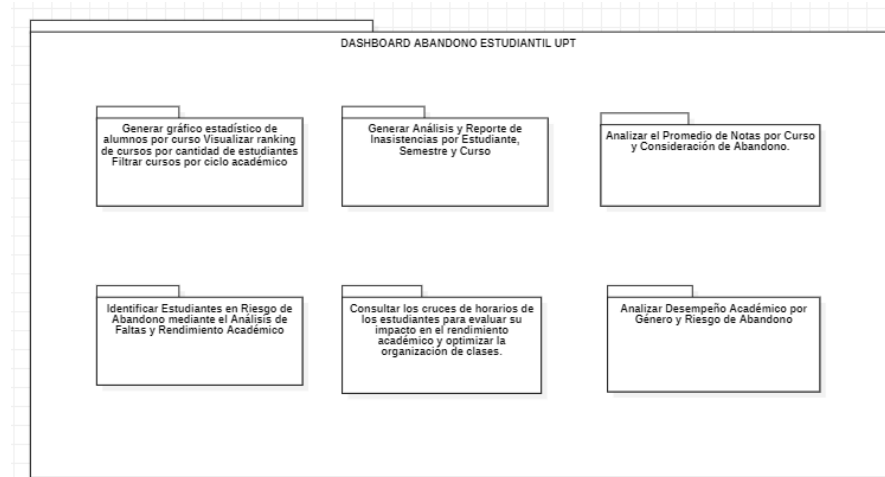 DASHBOARD ABANDONO ESTUDIANTIL UPT
Generar gráfico estadístico de
alumnos por curso Visualizar ranking
de cursos por cantidad de estudiantes
Filtrar cursos por ciclo académico
Generar Análisis y Reporte de
Inasistencias por Estudiante,
Semestre y Curso
Analizar el Promedio de Notas por Curso
y Consideración de Abandono.
Identificar Estudiantes en Riesgo de
Abandono mediante el Análisis de
Faltas y Rendimiento Académico
Consultar los cruces de horarios de
los estudiantes para evaluar su
impacto en el rendimiento
académico y optimizar la
organización de clases.
Analizar Desempeño Académico por
Género y Riesgo de Abandono